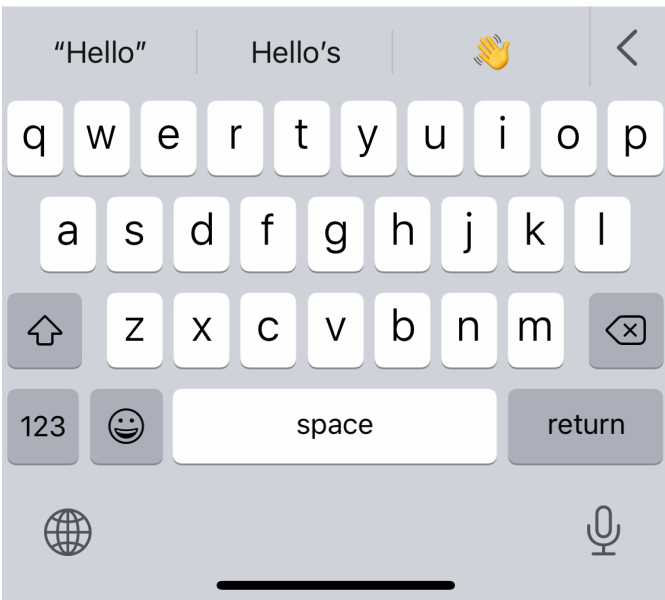 “Hello” Hello’s 👋
q w e r t y u i o p
a s d f g h j k l
z x c v b n m
123 space return